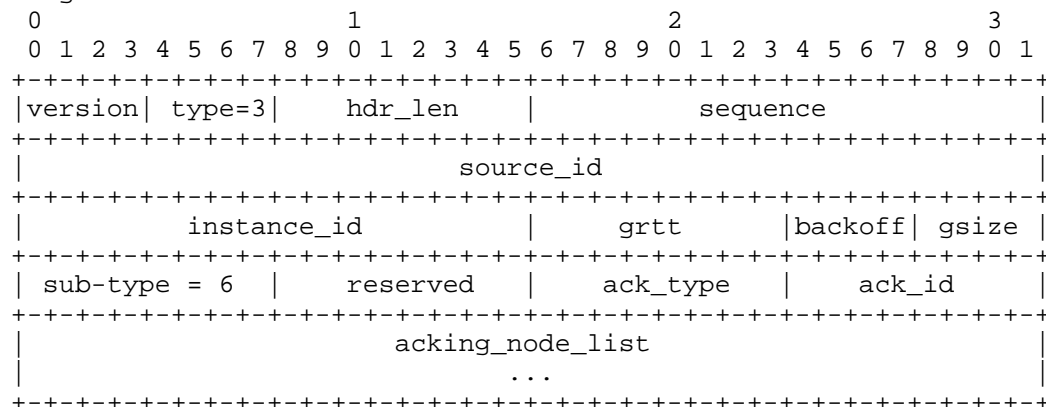 0                   1                   2                   3
 0 1 2 3 4 5 6 7 8 9 0 1 2 3 4 5 6 7 8 9 0 1 2 3 4 5 6 7 8 9 0 1
+-+-+-+-+-+-+-+-+-+-+-+-+-+-+-+-+-+-+-+-+-+-+-+-+-+-+-+-+-+-+-+-+
|version| type=3|    hdr_len    |          sequence             |
+-+-+-+-+-+-+-+-+-+-+-+-+-+-+-+-+-+-+-+-+-+-+-+-+-+-+-+-+-+-+-+-+
|                           source_id                           |
+-+-+-+-+-+-+-+-+-+-+-+-+-+-+-+-+-+-+-+-+-+-+-+-+-+-+-+-+-+-+-+-+
|          instance_id          |     grtt      |backoff| gsize |
+-+-+-+-+-+-+-+-+-+-+-+-+-+-+-+-+-+-+-+-+-+-+-+-+-+-+-+-+-+-+-+-+
| sub-type = 6  |    reserved   |    ack_type   |    ack_id     |
+-+-+-+-+-+-+-+-+-+-+-+-+-+-+-+-+-+-+-+-+-+-+-+-+-+-+-+-+-+-+-+-+
|                       acking_node_list                        |
|                              ...                              |
+-+-+-+-+-+-+-+-+-+-+-+-+-+-+-+-+-+-+-+-+-+-+-+-+-+-+-+-+-+-+-+-+